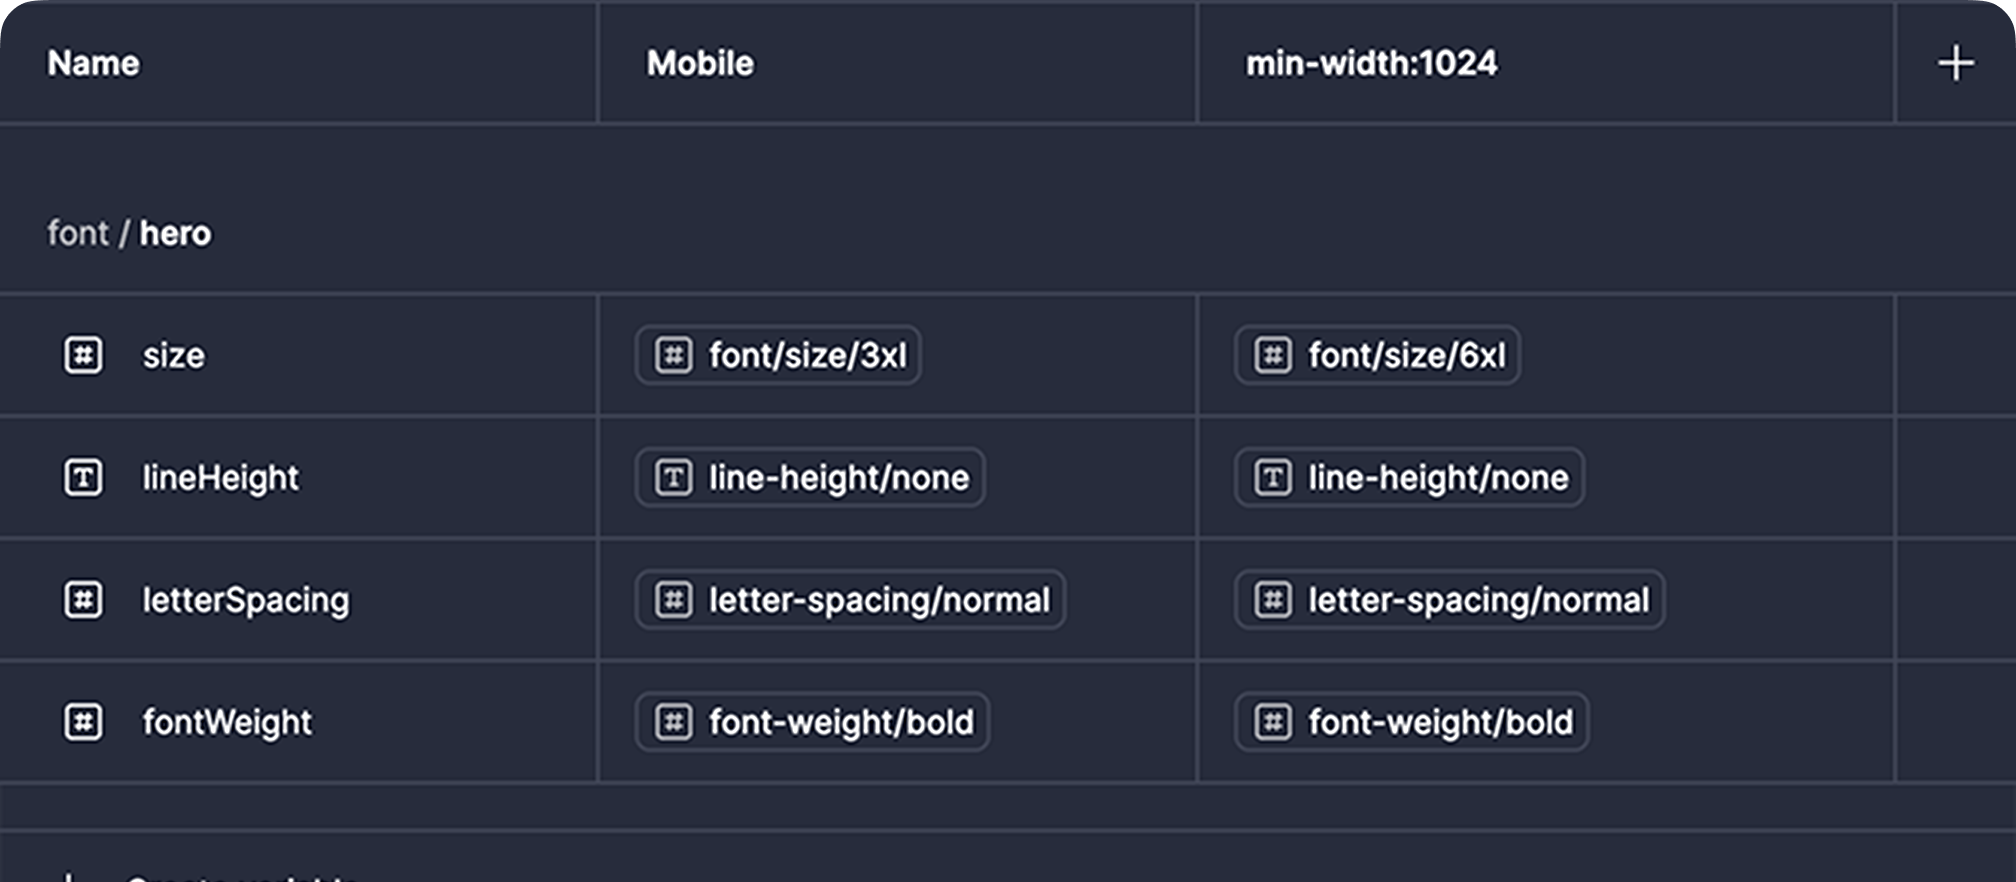 Name Mobile min-width:1024
font / hero
size font/size/3xl font/size/6xl
lineHeight line-height/none line-height/none
letterSpacing letter-spacing/normal letter-spacing/normal
fontWeight font-weight/bold font-weight/bold